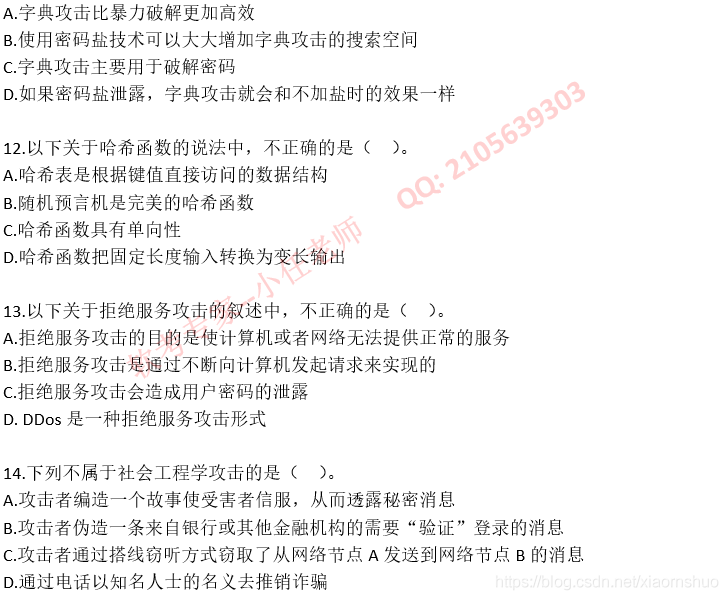 A.字典攻击比暴力破解更加高效
B.使用密码盐技术可以大大增加字典攻击的搜索空间
C.字典攻击主要用于破解密码
D.如果密码盐泄露，字典攻击就会和不加盐时的效果一样
12.以下关于哈希函数的说法中，不正确的是（ ）。
A.哈希表是根据键值直接访问的数据结构
B.随机预言机是完美的哈希函数
C.哈希函数具有单向性
D.哈希函数把固定长度输入转换为变长输出
13.以下关于拒绝服务攻击的叙述中，不正确的是（ ）。
A.拒绝服务攻击的目的是使计算机或者网络无法提供正常的服务
B.拒绝服务攻击是通过不断向计算机发起请求来实现的
C.拒绝服务攻击会造成用户密码的泄露
D. DDos 是一种拒绝服务攻击形式
14.下列不属于社会工程学攻击的是（ ）。
A.攻击者编造一个故事使受害者信服，从而透露秘密消息
B.攻击者伪造一条来自银行或其他金融机构的需要“验证”登录的消息
C.攻击者通过搭线窃听方式窃取了从网络节点 A 发送到网络节点 B 的消息
D.通过电话以知名人士的名义去推销诈骗
软考专家--小任老师
QQ: 2105639303
https://blog.csdn.net/xiaomshuo